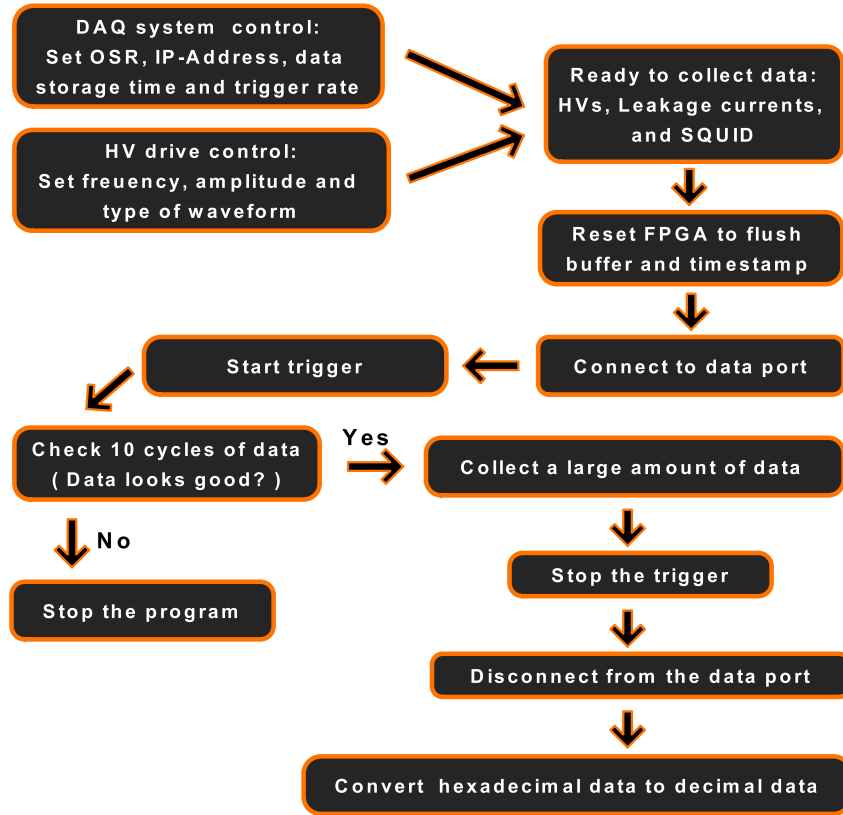 DAQ system control:
Set OSR, IP-Address, data
storage time and trigger rate
Ready to collect data:
HVs, Leakage currents,
and SQUID
HV drive control:
Set freuency, amplitude and
type of waveform
Reset FPGA to flush
buffer and timestamp
Connect to data port
Start trigger
Check 10 cycles of data
( Data looks good? )
Yes
Collect a large amount of data
No
Stop the program
Stop the trigger
Disconnect from the data port
Convert hexadecimal data to decimal data